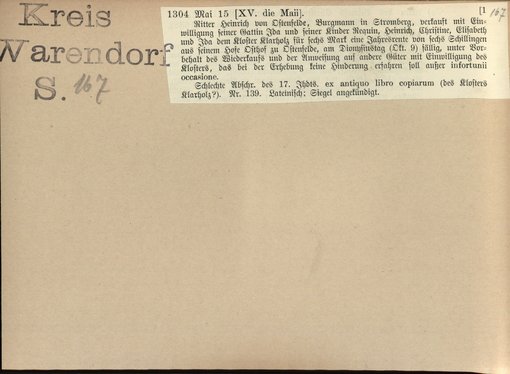 Kreis
Warendorf
S. 167
1304 Mai 15 [XV. die Maii]. [1
167
Ritter Heinrich von Ostenfelde, Burgmann in Stromberg, verkauft mit Ein-
willigung seiner Gattin Ida und seiner Kinder Requin, Heinrich, Christine, Elisabeth
und Ida dem Kloster Klarholz für sechs Mark eine Jahresrente von sechs Schillingen
aus seinem Hofe Osthof zu Ostenfelde, am Dionysiustag (Okt. 9) fällig, unter Vor-
behalt des Wiederkaufs und der Anweisung auf andere Güter mit Einwilligung des
Klosters, das bei der Erhebung keine Hinderung erfahren soll außer infortunii
occasione.
Schlechte Abschr. des 17. Jhdts. ex antiquo libro copiarum (des Klosters
Klarholz?). Nr. 139. Lateinisch; Siegel angekündigt.